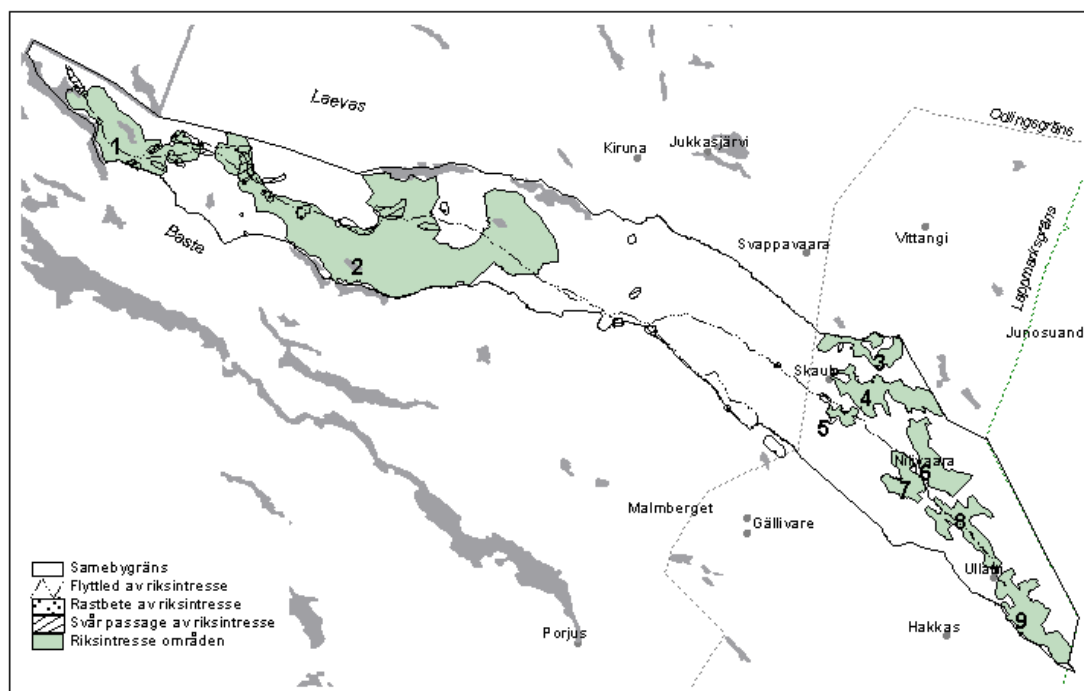 Laevas
Odlingsgräns
Kiruna
Jukkasjärvi
1
Vittangi
Svappavaara
Baste
2
Lappmarksgräns
Junosuand
3
Skaulo
4
5
Nilivaara
6
7
Malmberget
8
Gällivare
Ullatti
Samebygräns
Flyttled av riksintresse
Rastbete av riksintresse
Svår passage av riksintresse
Riksintresse områden
Porjus
Hakkas
9